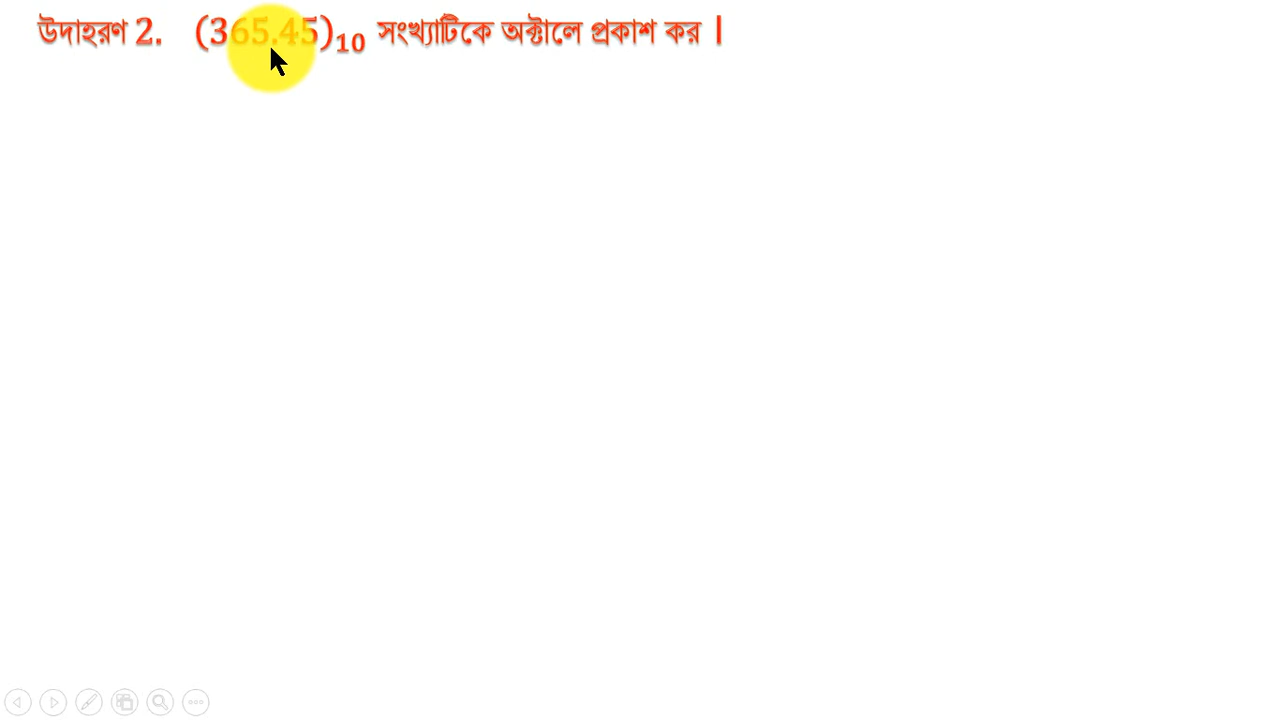 উদাহরণ 2. (365.45)₁₀ সংখ্যাটিকে অক্টালে প্রকাশ কর ।